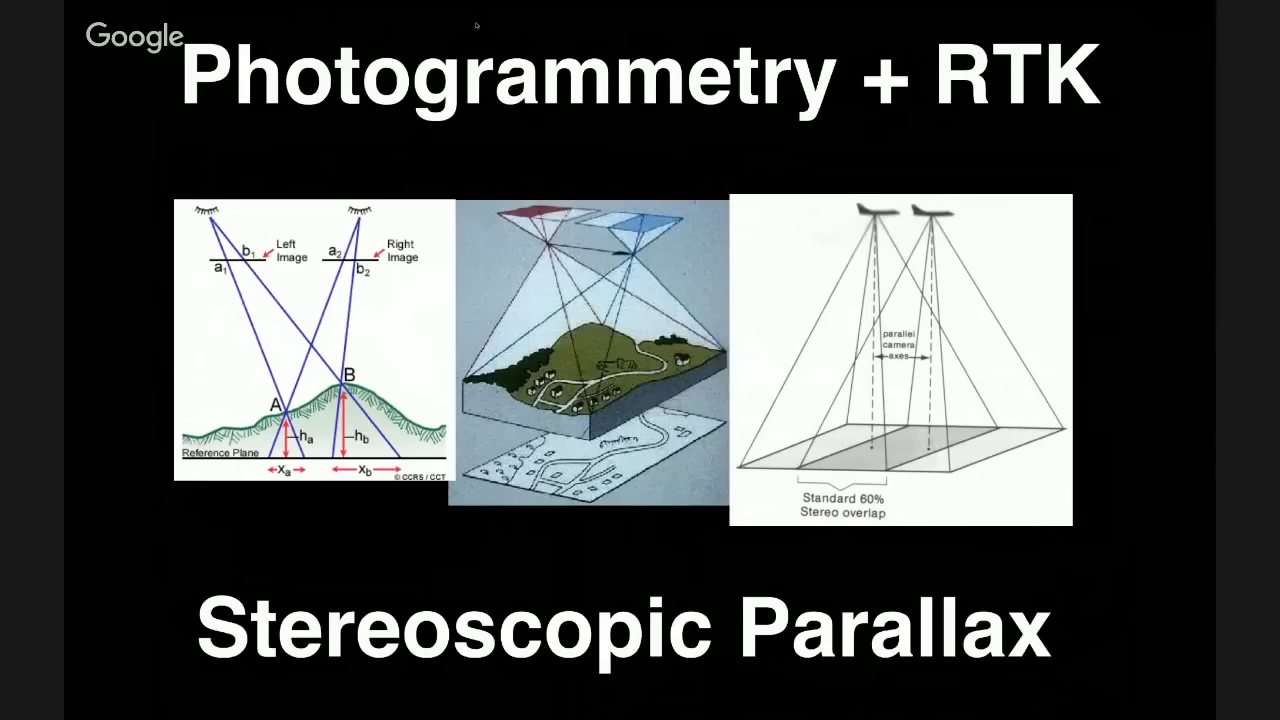 Google
Photogrammetry + RTK
Left
Image
Right
Image
b1
a1
a2
b2
B
A
ha
hb
Reference Plane
xa
xb
© CCRS / CCT
parallel
camera
axes
Standard 60%
Stereo overlap
Stereoscopic Parallax